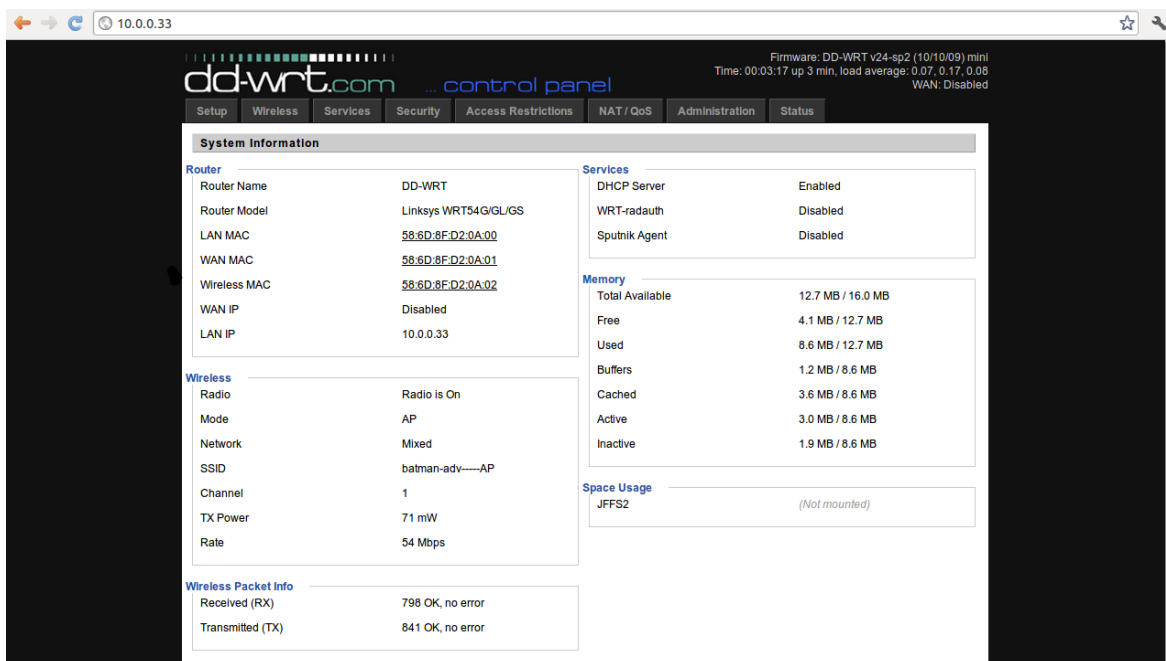 10.0.0.33
Firmware: DD-WRT v24-sp2 (10/10/09) mini
Time: 00:03:17 up 3 min, load average: 0.07, 0.17, 0.08
WAN: Disabled
dd-wrt.com ... control panel
Setup Wireless Services Security Access Restrictions NAT / QoS Administration Status
System Information
Router
Router Name DD-WRT
Router Model Linksys WRT54G/GL/GS
LAN MAC 58:6D:8F:D2:0A:00
WAN MAC 58:6D:8F:D2:0A:01
Wireless MAC 58:6D:8F:D2:0A:02
WAN IP Disabled
LAN IP 10.0.0.33
Wireless
Radio Radio is On
Mode AP
Network Mixed
SSID batman-adv-----AP
Channel 1
TX Power 71 mW
Rate 54 Mbps
Wireless Packet Info
Received (RX) 798 OK, no error
Transmitted (TX) 841 OK, no error
Services
DHCP Server Enabled
WRT-radauth Disabled
Sputnik Agent Disabled
Memory
Total Available 12.7 MB / 16.0 MB
Free 4.1 MB / 12.7 MB
Used 8.6 MB / 12.7 MB
Buffers 1.2 MB / 8.6 MB
Cached 3.6 MB / 8.6 MB
Active 3.0 MB / 8.6 MB
Inactive 1.9 MB / 8.6 MB
Space Usage
JFFS2 (Not mounted)